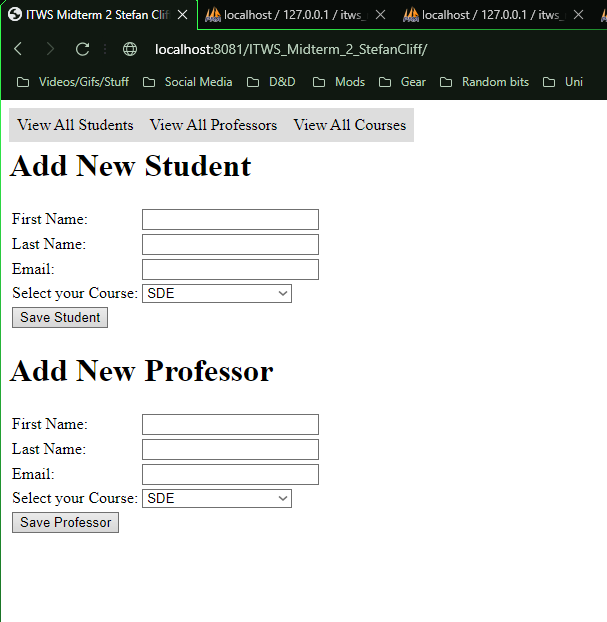 ITWS Midterm 2 Stefan Clif
localhost / 127.0.0.1 / itws_
localhost / 127.0.0.1 / itws_
localhost:8081/ITWS_Midterm_2_StefanCliff/
Videos/Gifs/Stuff Social Media D&D Mods Gear Random bits Uni
View All Students View All Professors View All Courses
Add New Student
First Name:
Last Name:
Email:
Select your Course: SDE
Save Student
Add New Professor
First Name:
Last Name:
Email:
Select your Course: SDE
Save Professor